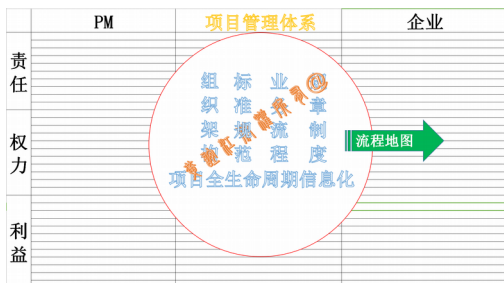 PM 项目管理体系 企业
责任
权力
利益
组织架构
标准规范
业务流程
制度
项目全生命周期信息化
流程地图